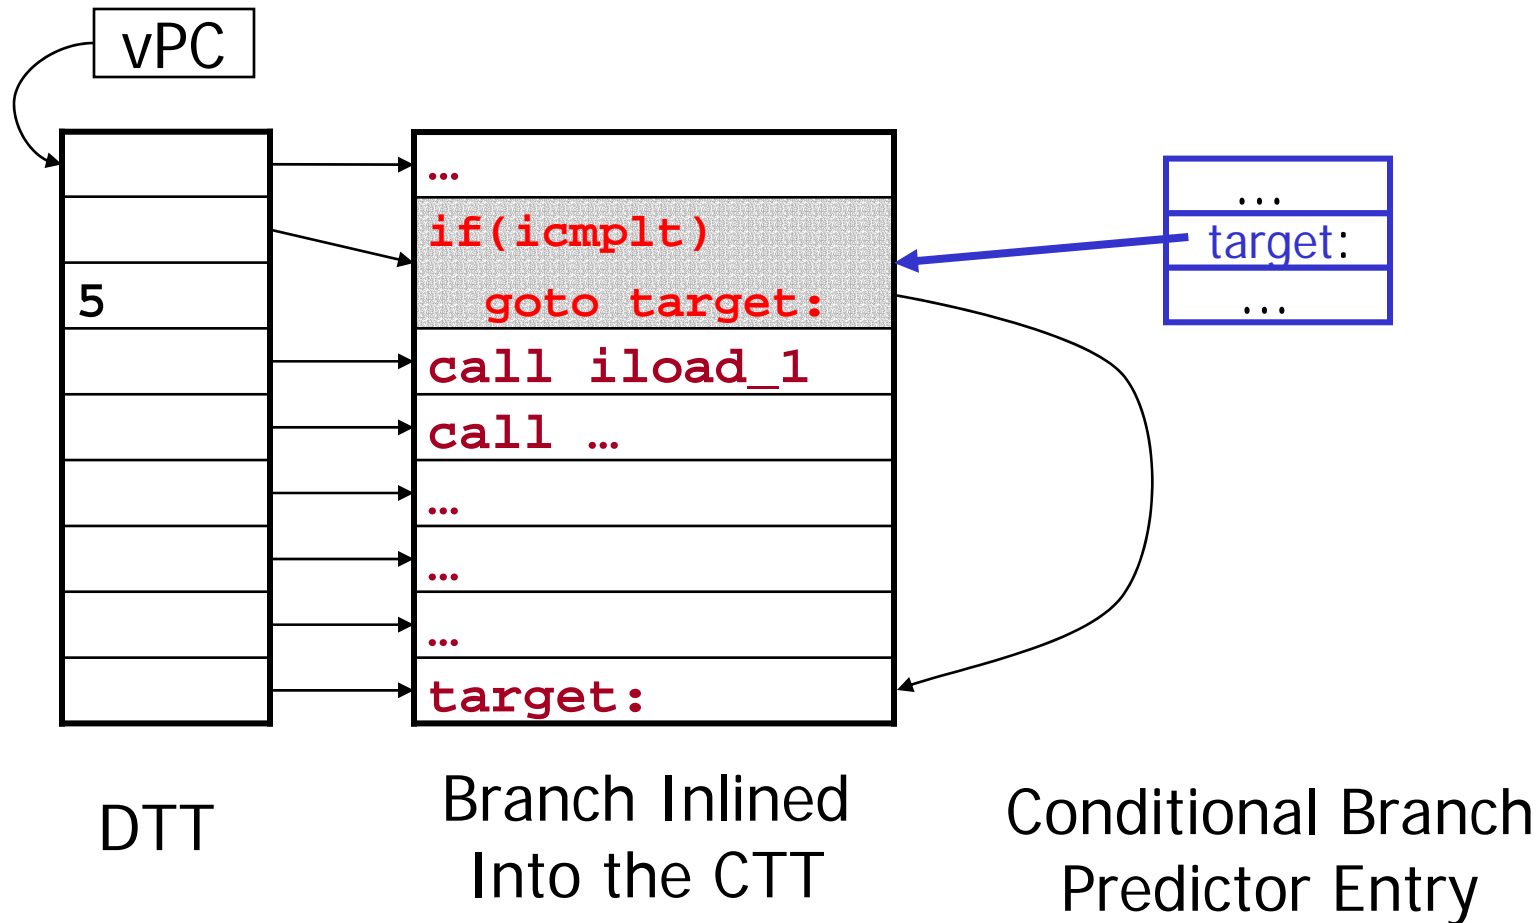 vPC
5
…
if(icmplt)
goto target:
call iload_1
call …
…
…
…
target:
...
target:
...
DTT
Branch Inlined
Into the CTT
Conditional Branch
Predictor Entry